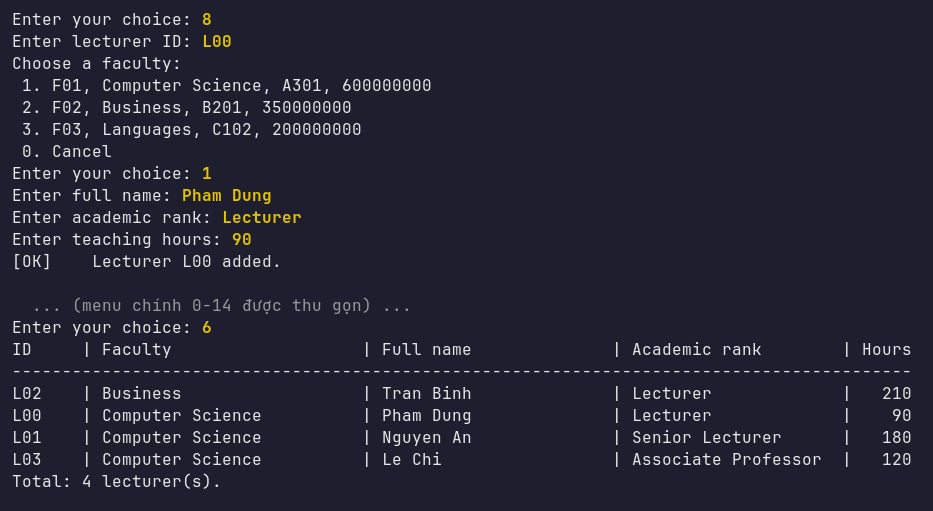 Enter your choice: 8
Enter lecturer ID: L00
Choose a faculty:
 1. F01, Computer Science, A301, 600000000
 2. F02, Business, B201, 350000000
 3. F03, Languages, C102, 200000000
 0. Cancel
Enter your choice: 1
Enter full name: Pham Dung
Enter academic rank: Lecturer
Enter teaching hours: 90
[OK]    Lecturer L00 added.

  ... (menu chính 0-14 được thu gọn) ...
Enter your choice: 6
ID     | Faculty                   | Full name              | Academic rank        | Hours
------------------------------------------------------------------------------------------
L02    | Business                  | Tran Binh              | Lecturer             |   210
L00    | Computer Science          | Pham Dung              | Lecturer             |    90
L01    | Computer Science          | Nguyen An              | Senior Lecturer      |   180
L03    | Computer Science          | Le Chi                 | Associate Professor  |   120
Total: 4 lecturer(s).